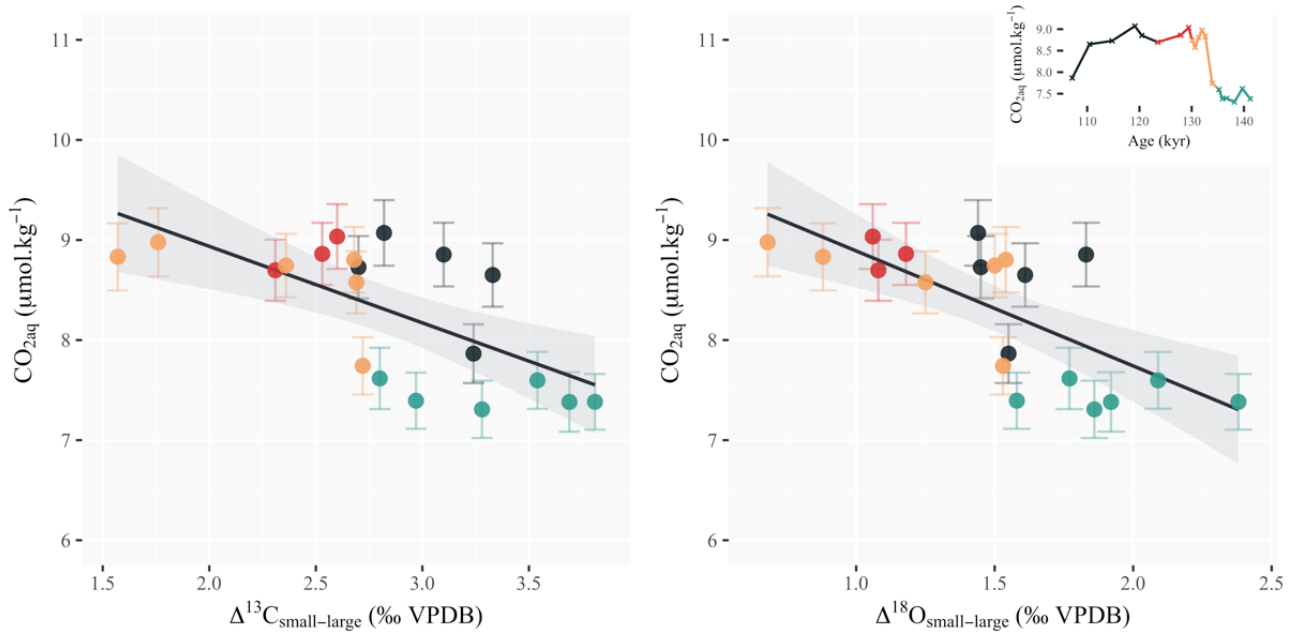 11
10
9
8
7
6
CO₂aq (μmol.kg⁻¹)
1.5 2.0 2.5 3.0 3.5
Δ¹³Csmall−large (‰ VPDB)
11
10
9
8
7
6
CO₂aq (μmol.kg⁻¹)
1.0 1.5 2.0 2.5
Δ¹⁸Osmall−large (‰ VPDB)
9.0
8.5
8.0
7.5
CO₂aq (μmol.kg⁻¹)
110 120 130 140
Age (kyr)